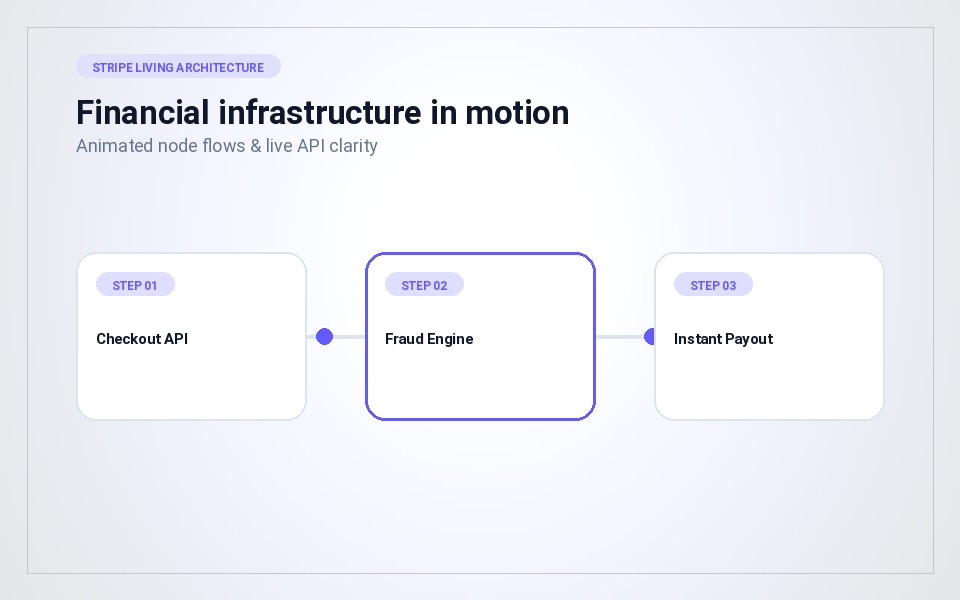 STRIPE LIVING ARCHITECTURE
Financial infrastructure in motion
Animated node flows & live API clarity
STEP 01
Checkout API
STEP 02
Fraud Engine
STEP 03
Instant Payout